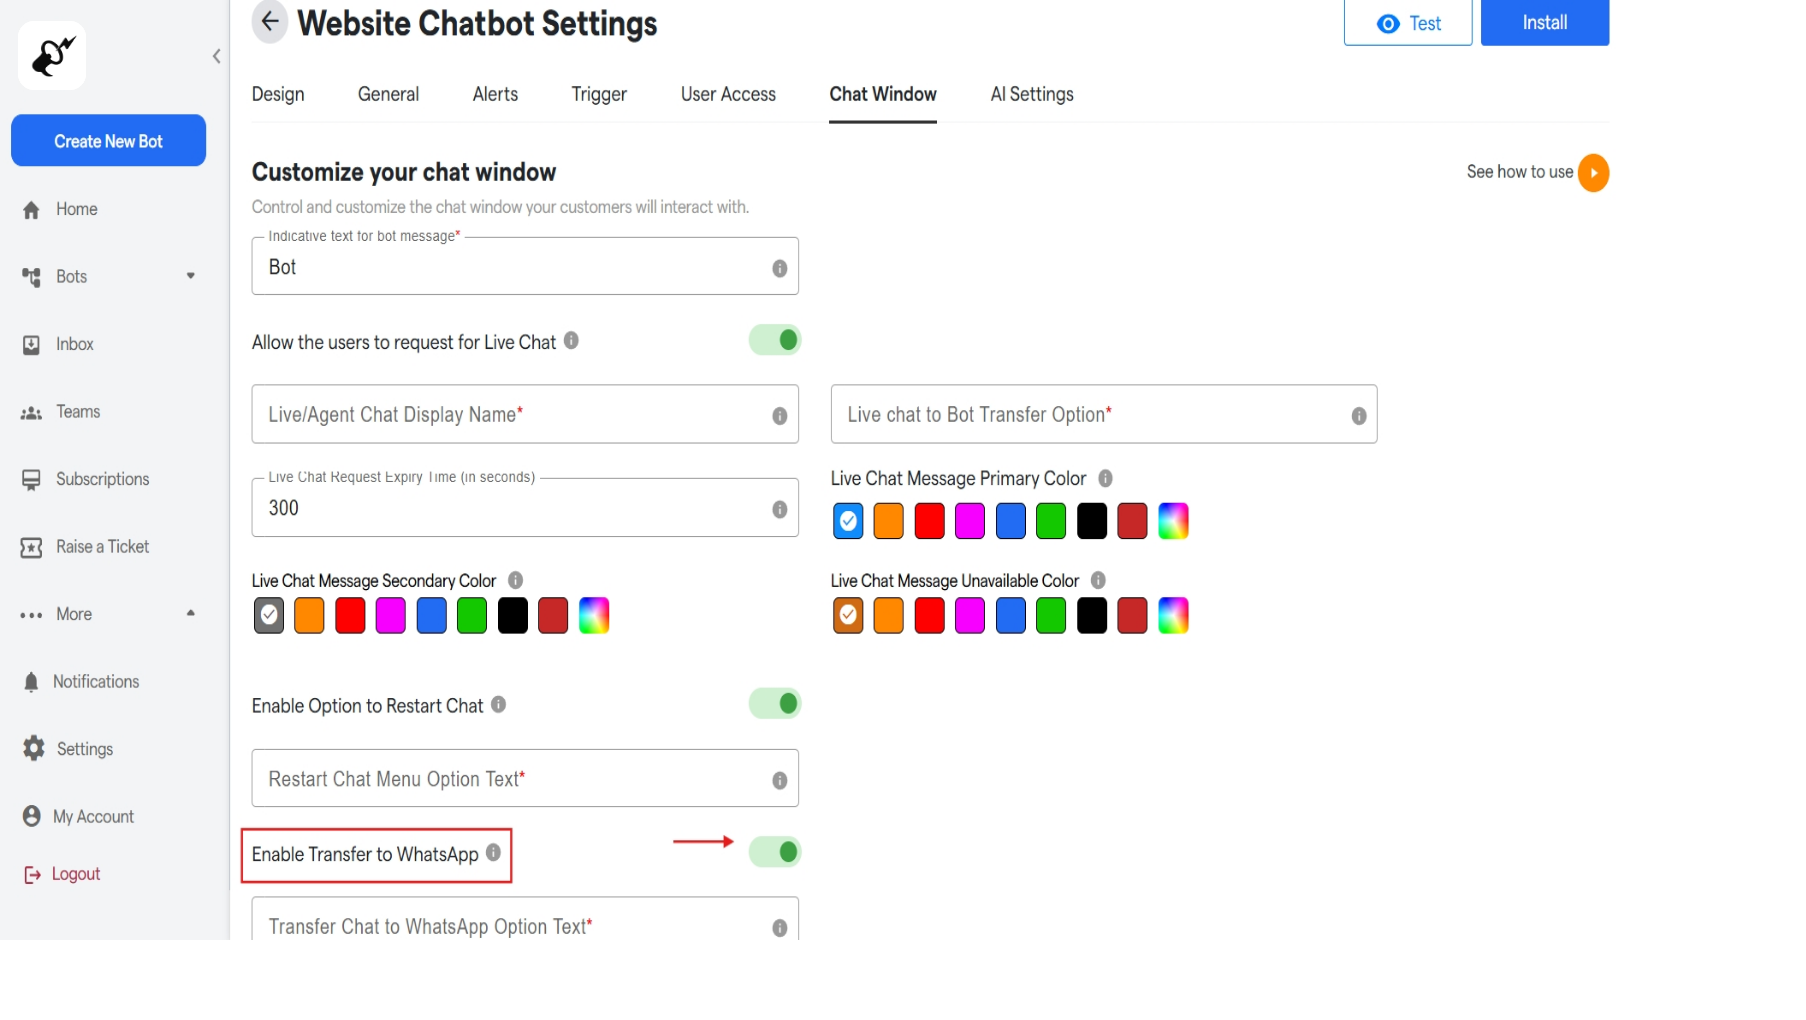 Website Chatbot Settings
Test
Install
Create New Bot
Home
Bots
Inbox
Teams
Subscriptions
Raise a Ticket
More
Notifications
Settings
My Account
Logout
Design General Alerts Trigger User Access Chat Window AI Settings
Customize your chat window
See how to use
Control and customize the chat window your customers will interact with.
Indicative text for bot message*
Bot
Allow the users to request for Live Chat
Live/Agent Chat Display Name*
Live chat to Bot Transfer Option*
Live Chat Request Expiry Time (in seconds)
300
Live Chat Message Primary Color
Live Chat Message Secondary Color
Live Chat Message Unavailable Color
Enable Option to Restart Chat
Restart Chat Menu Option Text*
Enable Transfer to WhatsApp
Transfer Chat to WhatsApp Option Text*